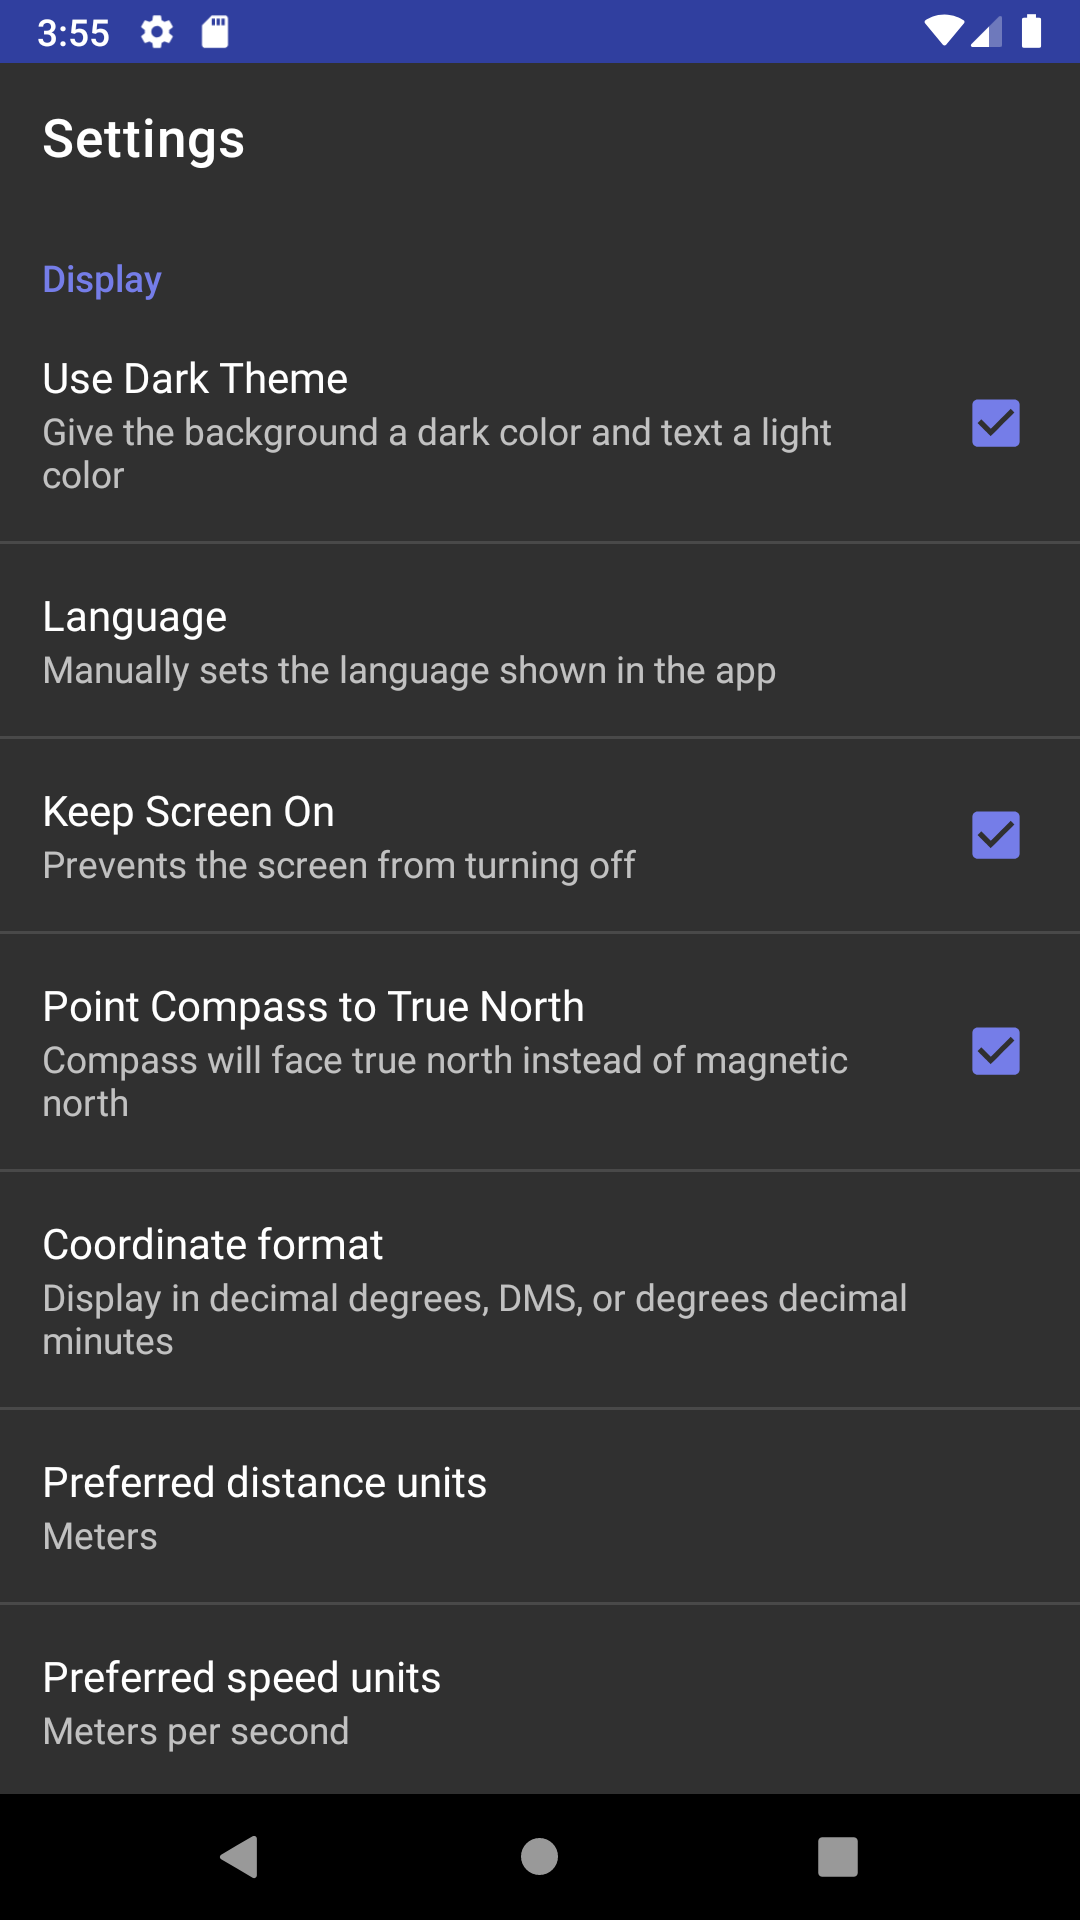 3:55
Settings
Display
Use Dark Theme
Give the background a dark color and text a light
color
Language
Manually sets the language shown in the app
Keep Screen On
Prevents the screen from turning off
Point Compass to True North
Compass will face true north instead of magnetic
north
Coordinate format
Display in decimal degrees, DMS, or degrees decimal
minutes
Preferred distance units
Meters
Preferred speed units
Meters per second